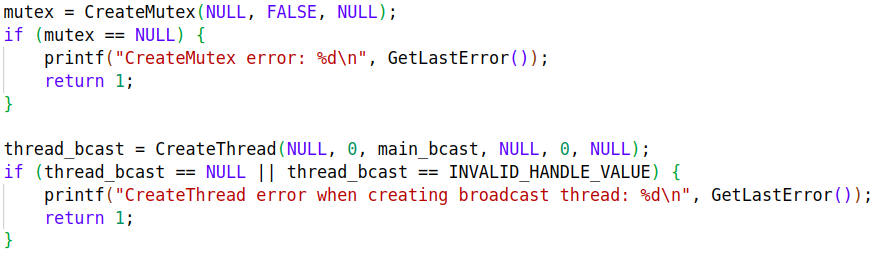 mutex = CreateMutex(NULL, FALSE, NULL);
if (mutex == NULL) {
    printf("CreateMutex error: %d\n", GetLastError());
    return 1;
}

thread_bcast = CreateThread(NULL, 0, main_bcast, NULL, 0, NULL);
if (thread_bcast == NULL || thread_bcast == INVALID_HANDLE_VALUE) {
    printf("CreateThread error when creating broadcast thread: %d\n", GetLastError());
    return 1;
}